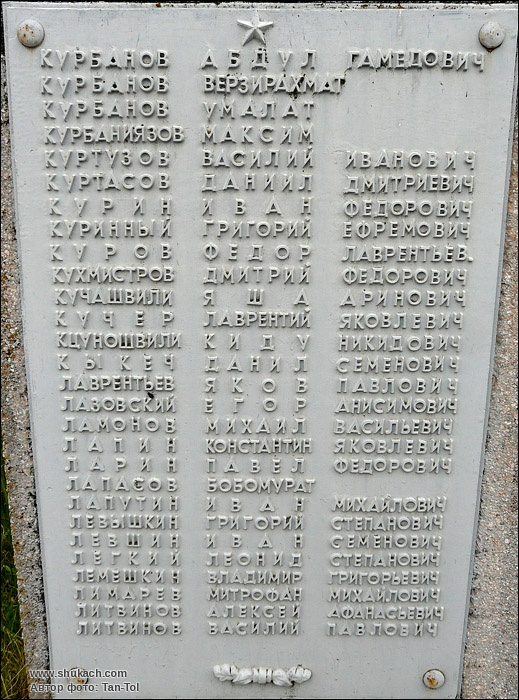 КУРБАНОВ АБДУЛ ГАМЕДОВИЧ
КУРБАНОВ ВЕРЗИРАХМАТ
КУРБАНОВ УМАЛАТ
КУРБАНИЯЗОВ МАКСИМ
КУРТУЗОВ ВАСИЛИЙ ИВАНОВИЧ
КУРТАСОВ ДАНИИЛ ДМИТРИЕВИЧ
КУРИН ИВАН ФЕДОРОВИЧ
КУРИННЫЙ ГРИГОРИЙ ЕФРЕМОВИЧ
КУРОВ ФЕДОР ЛАВРЕНТЬЕВ.
КУХМИСТРОВ ДМИТРИЙ ФЕДОРОВИЧ
КУЧАШВИЛИ ЯША АРИНОВИЧ
КУЧЕР ЛАВРЕНТИЙ ЯКОВЛЕВИЧ
КЦУНОШВИЛИ КИДУ НИКИДОВИЧ
КЫКЕЧ ДАНИЛ СЕМЕНОВИЧ
ЛАВРЕНТЬЕВ ЯКОВ ПАВЛОВИЧ
ЛАЗОВСКИЙ ЕГОР АНИСИМОВИЧ
ЛАМОНОВ МИХАИЛ ВАСИЛЬЕВИЧ
ЛАПИН КОНСТАНТИН ЯКОВЛЕВИЧ
ЛАРИН ПАВЕЛ ФЕДОРОВИЧ
ЛАПАСОВ БОБОМУРАТ
ЛАПУТИН ИВАН МИХАЙЛОВИЧ
ЛЕВЫШКИН ГРИГОРИЙ СТЕПАНОВИЧ
ЛЕВШИН ИВАН СЕМЕНОВИЧ
ЛЕГКИЙ ЛЕОНИД СТЕПАНОВИЧ
ЛЕМЕШКИН ВЛАДИМИР ГРИГОРЬЕВИЧ
ЛИМАРЕВ МИТРОФАН МИХАЙЛОВИЧ
ЛИТВИНОВ АЛЕКСЕЙ АФАНАСЬЕВИЧ
ЛИТВИНОВ ВАСИЛИЙ ПАВЛОВИЧ
www.shukach.com
Автор фото: Tan-Tol